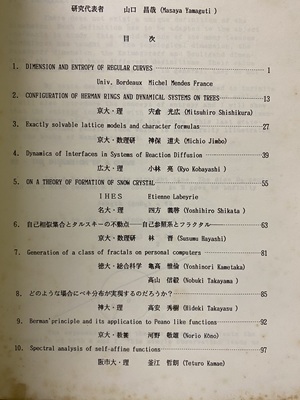 研究代表者 山口 昌哉 (Masaya Yamaguti)
目 次
1. DIMENSION AND ENTROPY OF REGULAR CURVES 1
Univ. Bordeaux Michel Mendes France
2. CONFIGURATION OF HERMAN RINGS AND DYNAMICAL SYSTEMS ON TREES 13
京大・理 宍倉 光広 (Mitsuhiro Shishikura)
3. Exactly solvable lattice models and character formulas 27
京大・数理研 神保 道夫 (Michio Jimbo)
4. Dynamics of Interfaces in Systems of Reaction Diffusion 39
広大・理 小林 亮 (Ryo Kobayashi)
5. ON A THEORY OF FORMATION OF SNOW CRYSTAL 55
IHES Etienne Labeyrie
名大・理 四方 義啓 (Yoshihiro Shikata)
6. 自己相似集合とタルスキーの不動点——自己参照系とフラクタル 63
京大・数理研 林 晋 (Susumu Hayashi)
7. Generation of a class of fractals on personal computers 81
徳大・総合科学 亀高 惟倫 (Yoshinori Kametaka)
高山 信毅 (Nobuki Takayama)
8. どのような場合にベキ分布が実現するのだろうか? 85
神大・理 高安 秀樹 (Hideki Takayasu)
9. Berman'principle and its application to Peano like functions 92
京大・教養 河野 敬雄 (Norio Kôno)
10. Spectral analysis of self-affine functions 97
阪市大・理 釜江 哲朗 (Teturo Kamae)